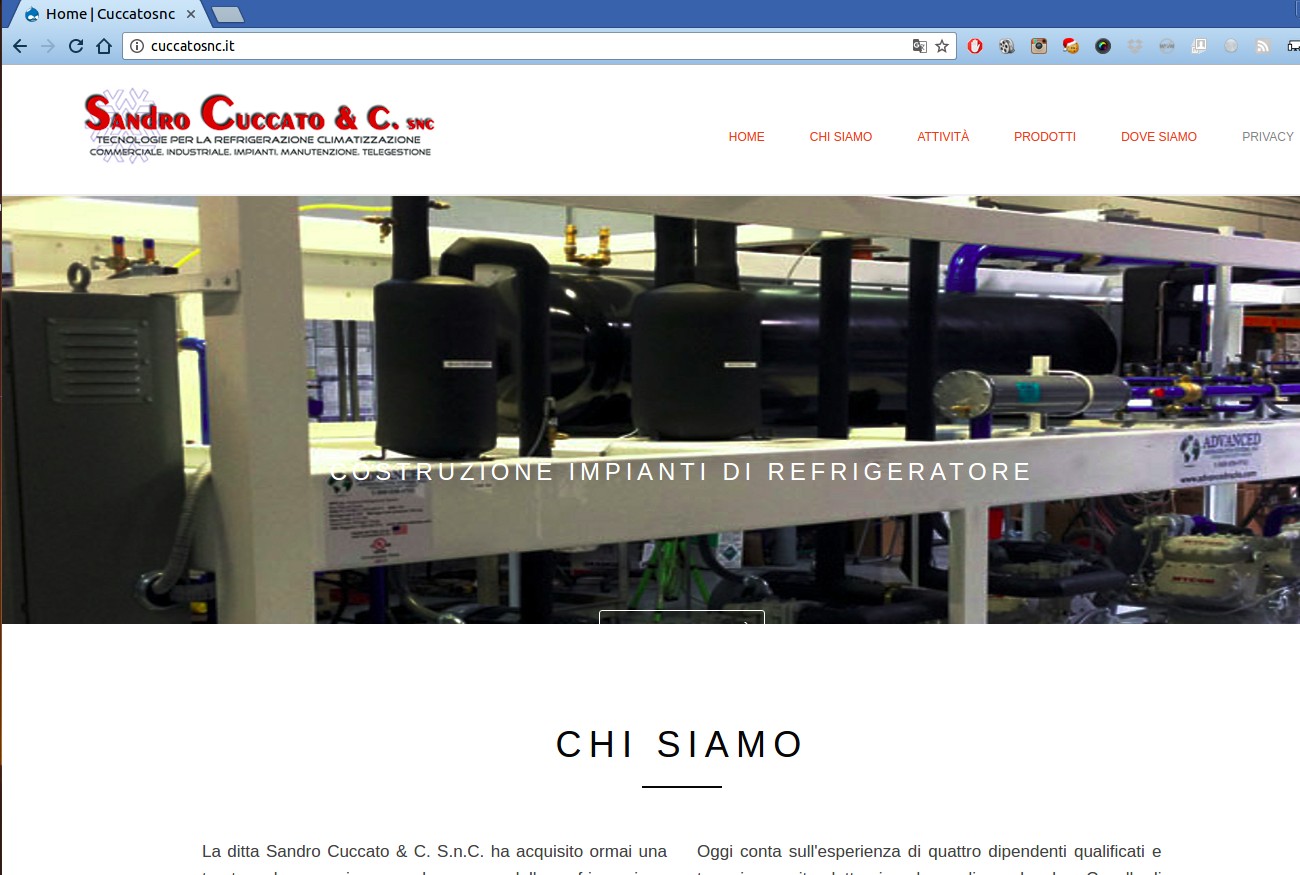 Home | Cuccatosnc
cuccatosnc.it
SANDRO CUCCATO & C. SNC
TECNOLOGIE PER LA REFRIGERAZIONE CLIMATIZZAZIONE
COMMERCIALE. INDUSTRIALE. IMPIANTI. MANUTENZIONE. TELEGESTIONE
HOME CHI SIAMO ATTIVITÀ PRODOTTI DOVE SIAMO PRIVACY
COSTRUZIONE IMPIANTI DI REFRIGERATORE
ADVANCED
MYCOM
CHI SIAMO
La ditta Sandro Cuccato & C. S.n.C. ha acquisito ormai una
Oggi conta sull'esperienza di quattro dipendenti qualificati e